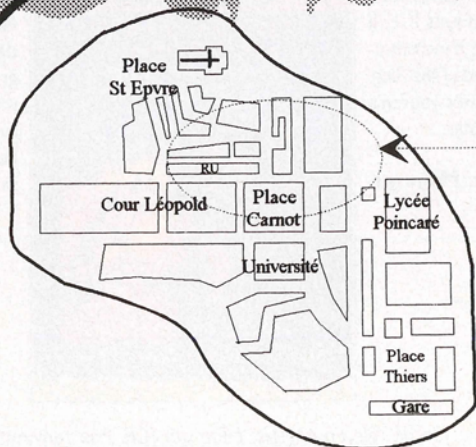 Place
St Epvre
RU
Cour Léopold
Place
Carnot
Lycée
Poincaré
Université
Place
Thiers
Gare